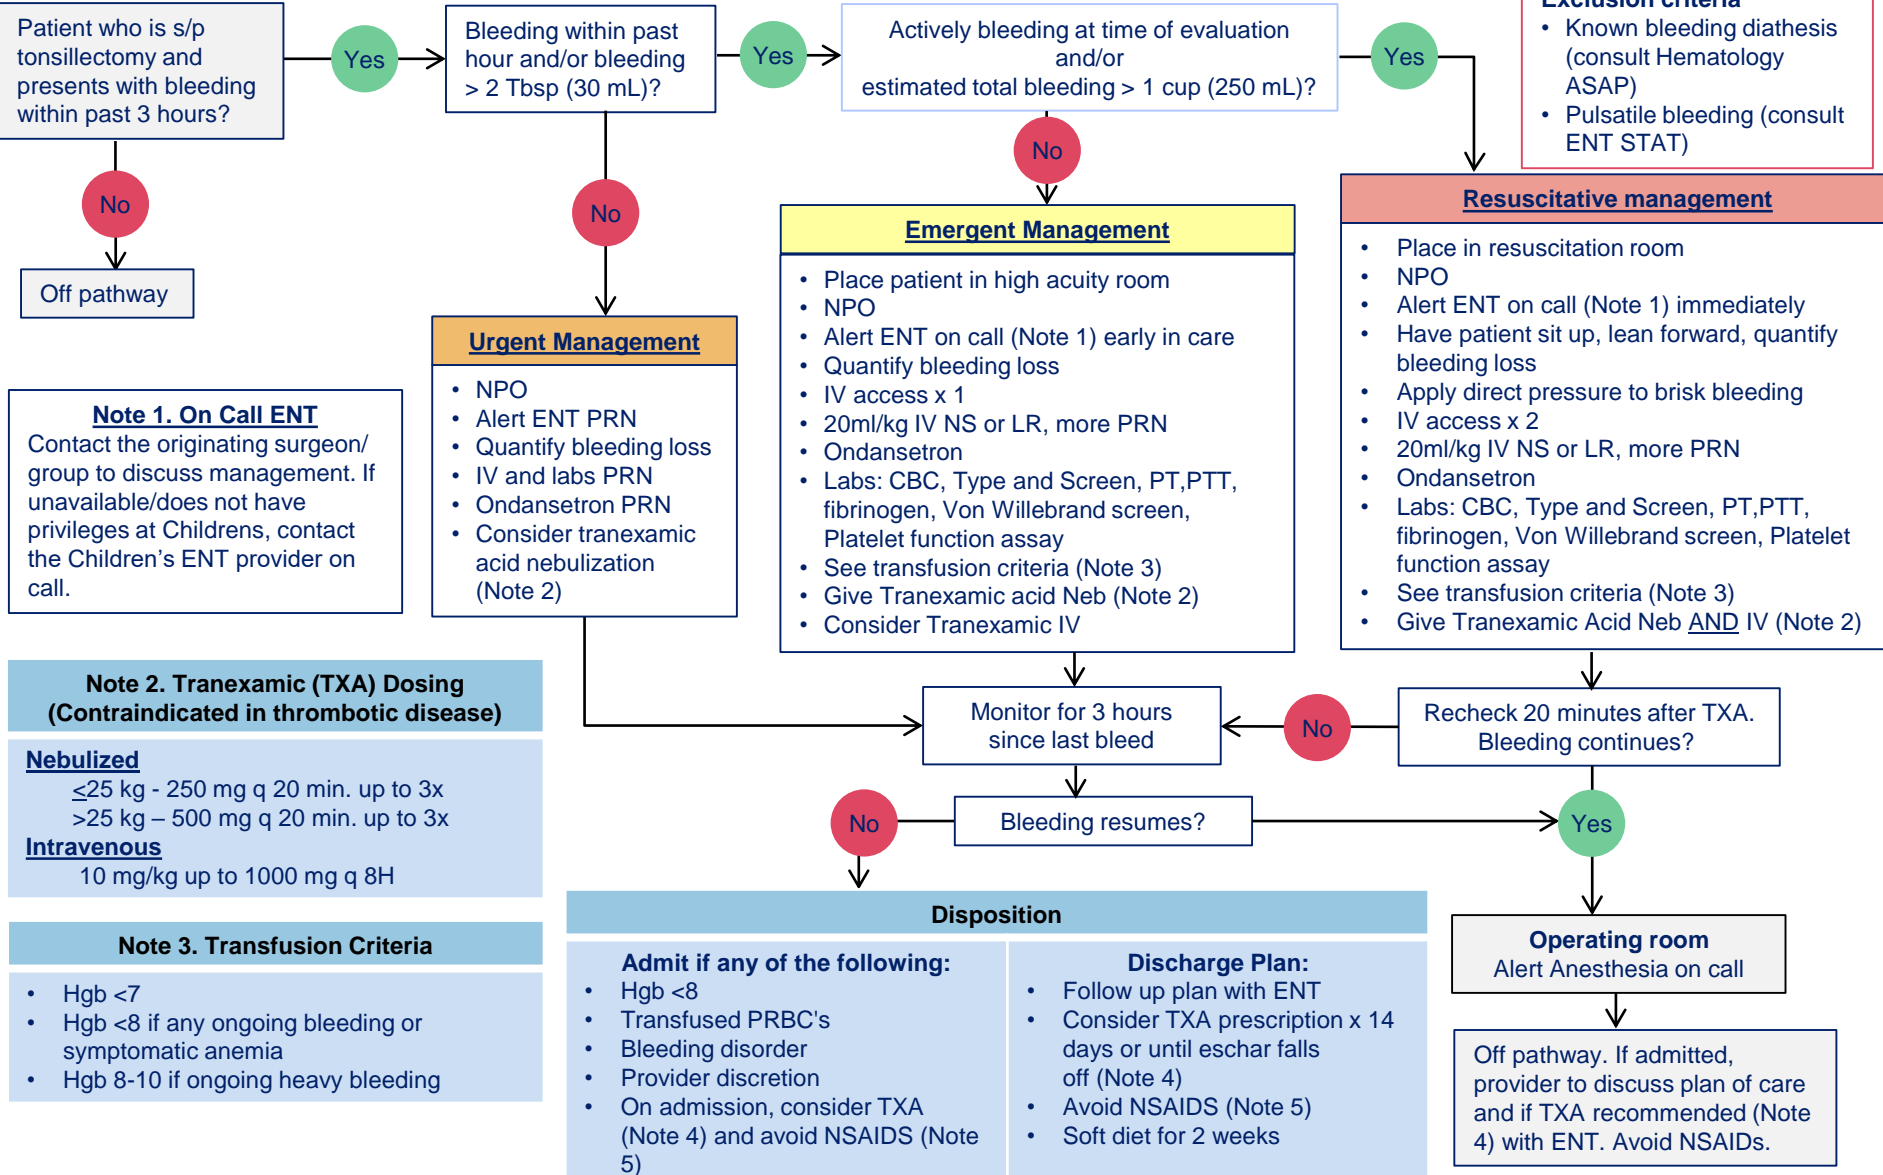 Patient who is s/p
tonsillectomy and
presents with bleeding
within past 3 hours?
Yes
Bleeding within past
hour and/or bleeding
> 2 Tbsp (30 mL)?
Yes
Actively bleeding at time of evaluation
and/or
estimated total bleeding > 1 cup (250 mL)?
Yes
Exclusion criteria
• Known bleeding diathesis
(consult Hematology
ASAP)
• Pulsatile bleeding (consult
ENT STAT)
No
Off pathway
No
No
Urgent Management
• NPO
• Alert ENT PRN
• Quantify bleeding loss
• IV and labs PRN
• Ondansetron PRN
• Consider tranexamic
acid nebulization
(Note 2)
Emergent Management
• Place patient in high acuity room
• NPO
• Alert ENT on call (Note 1) early in care
• Quantify bleeding loss
• IV access x 1
• 20ml/kg IV NS or LR, more PRN
• Ondansetron
• Labs: CBC, Type and Screen, PT,PTT,
fibrinogen, Von Willebrand screen,
Platelet function assay
• See transfusion criteria (Note 3)
• Give Tranexamic acid Neb (Note 2)
• Consider Tranexamic IV
Resuscitative management
• Place in resuscitation room
• NPO
• Alert ENT on call (Note 1) immediately
• Have patient sit up, lean forward, quantify
bleeding loss
• Apply direct pressure to brisk bleeding
• IV access x 2
• 20ml/kg IV NS or LR, more PRN
• Ondansetron
• Labs: CBC, Type and Screen, PT,PTT,
fibrinogen, Von Willebrand screen, Platelet
function assay
• See transfusion criteria (Note 3)
• Give Tranexamic Acid Neb AND IV (Note 2)
Note 1. On Call ENT
Contact the originating surgeon/
group to discuss management. If
unavailable/does not have
privileges at Childrens, contact
the Children’s ENT provider on
call.
Note 2. Tranexamic (TXA) Dosing
(Contraindicated in thrombotic disease)
Nebulized
≤25 kg - 250 mg q 20 min. up to 3x
>25 kg – 500 mg q 20 min. up to 3x
Intravenous
10 mg/kg up to 1000 mg q 8H
Monitor for 3 hours
since last bleed
No
Recheck 20 minutes after TXA.
Bleeding continues?
No
Bleeding resumes?
Yes
Note 3. Transfusion Criteria
• Hgb <7
• Hgb <8 if any ongoing bleeding or
symptomatic anemia
• Hgb 8-10 if ongoing heavy bleeding
Disposition
Admit if any of the following:
• Hgb <8
• Transfused PRBC's
• Bleeding disorder
• Provider discretion
• On admission, consider TXA
(Note 4) and avoid NSAIDS (Note
5)
Discharge Plan:
• Follow up plan with ENT
• Consider TXA prescription x 14
days or until eschar falls
off (Note 4)
• Avoid NSAIDS (Note 5)
• Soft diet for 2 weeks
Operating room
Alert Anesthesia on call
Off pathway. If admitted,
provider to discuss plan of care
and if TXA recommended (Note
4) with ENT. Avoid NSAIDs.